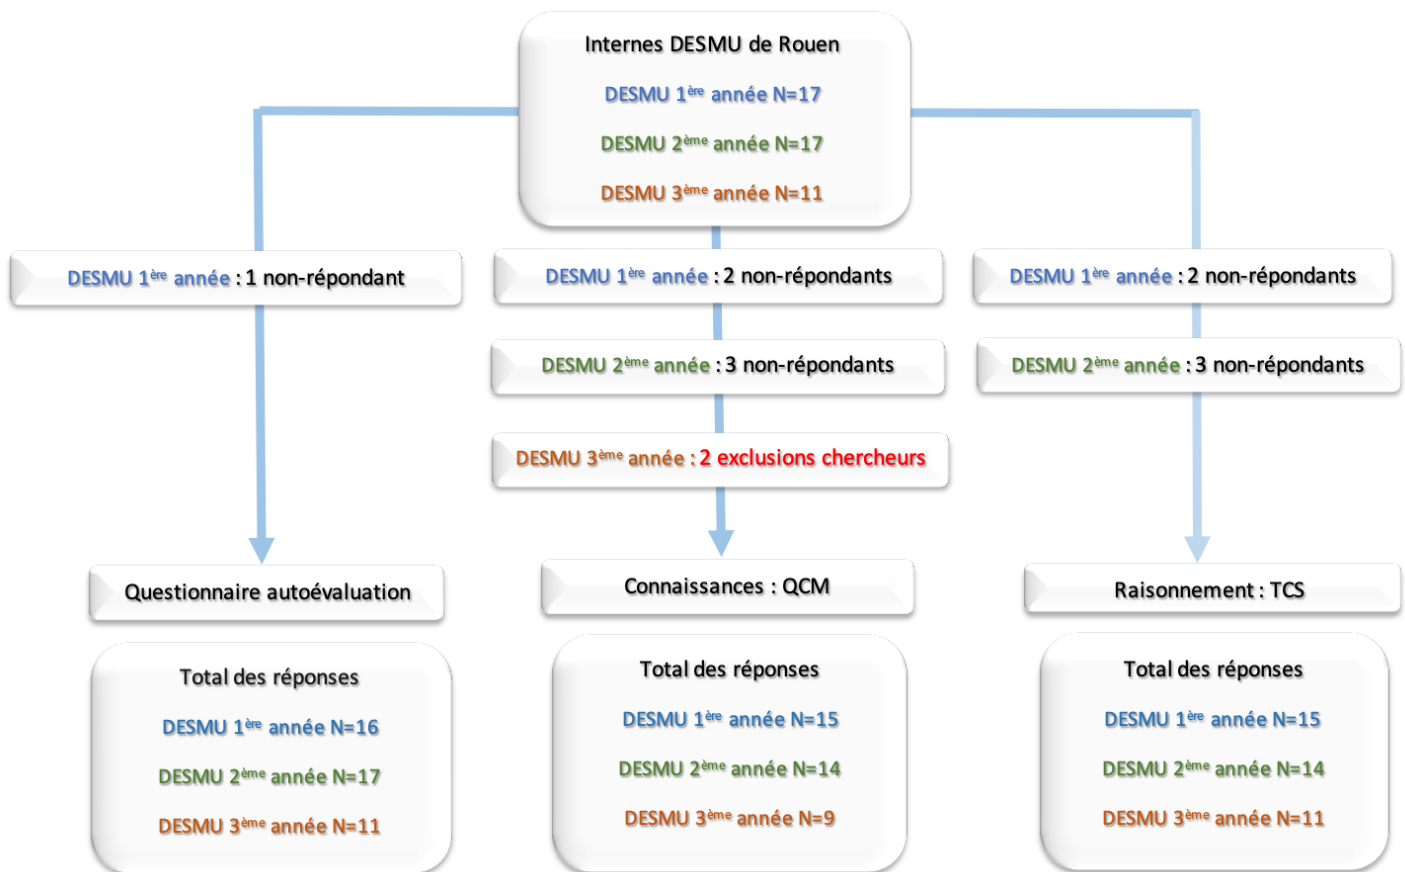 Internes DESMU de Rouen
DESMU 1ère année N=17
DESMU 2ème année N=17
DESMU 3ème année N=11
DESMU 1ère année : 1 non-répondant
DESMU 1ère année : 2 non-répondants
DESMU 1ère année : 2 non-répondants
DESMU 2ème année : 3 non-répondants
DESMU 2ème année : 3 non-répondants
DESMU 3ème année : 2 exclusions chercheurs
Questionnaire autoévaluation
Connaissances : QCM
Raisonnement : TCS
Total des réponses
DESMU 1ère année N=16
DESMU 2ème année N=17
DESMU 3ème année N=11
Total des réponses
DESMU 1ère année N=15
DESMU 2ème année N=14
DESMU 3ème année N=9
Total des réponses
DESMU 1ère année N=15
DESMU 2ème année N=14
DESMU 3ème année N=11